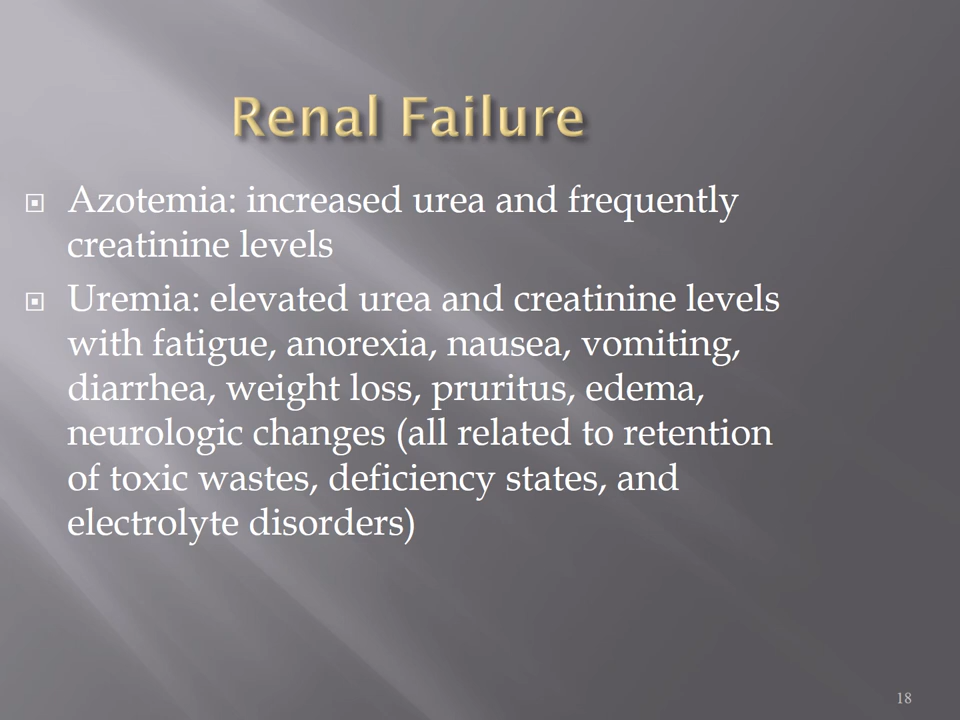 Renal Failure
Azotemia: increased urea and frequently
creatinine levels
Uremia: elevated urea and creatinine levels
with fatigue, anorexia, nausea, vomiting,
diarrhea, weight loss, pruritus, edema,
neurologic changes (all related to retention
of toxic wastes, deficiency states, and
electrolyte disorders)
18